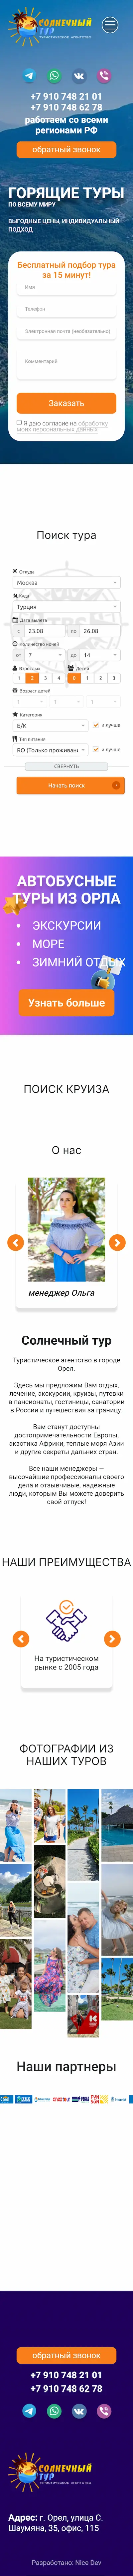 СОЛНЕЧНЫЙ
ТУР
ТУРИСТИЧЕСКОЕ АГЕНТСТВО
+7 910 748 21 01
+7 910 748 62 78
работаем со всеми
регионами РФ
обратный звонок
ГОРЯЩИЕ ТУРЫ
ПО ВСЕМУ МИРУ
ВЫГОДНЫЕ ЦЕНЫ, ИНДИВИДУАЛЬНЫЙ
ПОДХОД
Бесплатный подбор тура
за 15 минут!
Имя
Телефон
Электронная почта (необязательно)
Комментарий
Заказать
Я даю согласие на обработку
моих персональных данных
Поиск тура
Откуда
Москва
Куда
Турция
Дата вылета
с 23.08 по 26.08
Количество ночей
от 7 до 14
Взрослых Детей
1 2 3 4 0 1 2 3
Возраст детей
1 1 1
Категория
Б/К и лучше
Тип питания
RO (Только проживан и лучше
СВЕРНУТЬ
Начать поиск
АВТОБУСНЫЕ
ТУРЫ ИЗ ОРЛА
• ЭКСКУРСИИ
• МОРЕ
• ЗИМНИЙ ОТДЫХ
Узнать больше
ПОИСК КРУИЗА
О нас
менеджер Ольга
Солнечный тур
Туристическое агентство в городе
Орел.
Здесь мы предложим Вам отдых,
лечение, экскурсии, круизы, путевки
в пансионаты, гостиницы, санатории
в России и путешествия за границу.
Вам станут доступны
достопримечательности Европы,
экзотика Африки, теплые моря Азии
и другие секреты дальних стран.
Все наши менеджеры —
высочайшие профессионалы своего
дела и отзывчивые, надежные
люди, которым Вы можете доверить
свой отпуск!
НАШИ ПРЕИМУЩЕСТВА
На туристическом
рынке с 2005 года
ФОТОГРАФИИ ИЗ
НАШИХ ТУРОВ
Наши партнеры
обратный звонок
+7 910 748 21 01
+7 910 748 62 78
СОЛНЕЧНЫЙ
ТУР
ТУРИСТИЧЕСКОЕ АГЕНТСТВО
Адрес: г. Орел, улица С.
Шаумяна, 35, офис, 115
Разработано: Nice Dev